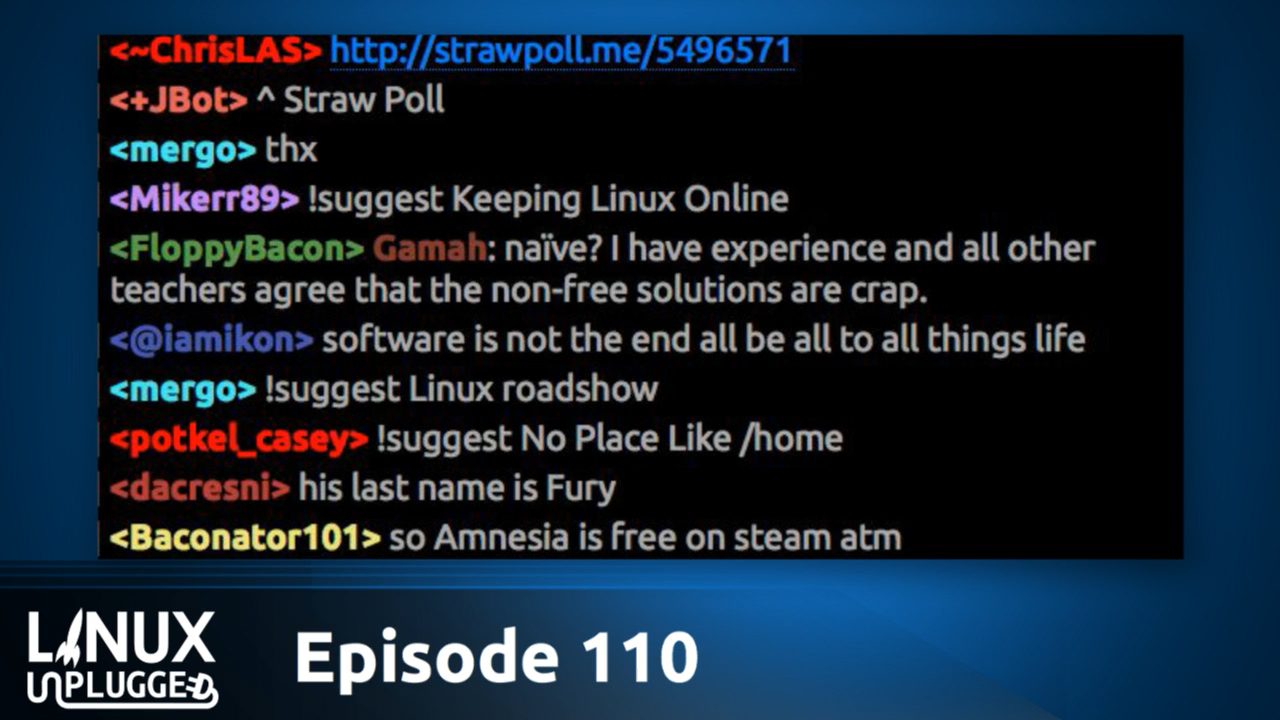 <~ChrisLAS> http://strawpoll.me/5496571
<+JBot> ^ Straw Poll
<mergo> thx
<Mikerr89> !suggest Keeping Linux Online
<FloppyBacon> Gamah: naïve? I have experience and all other
teachers agree that the non-free solutions are crap.
<@iamikon> software is not the end all be all to all things life
<mergo> !suggest Linux roadshow
<potkel_casey> !suggest No Place Like /home
<dacresni> his last name is Fury
<Baconator101> so Amnesia is free on steam atm
LINUX
UNPLUGGED
Episode 110